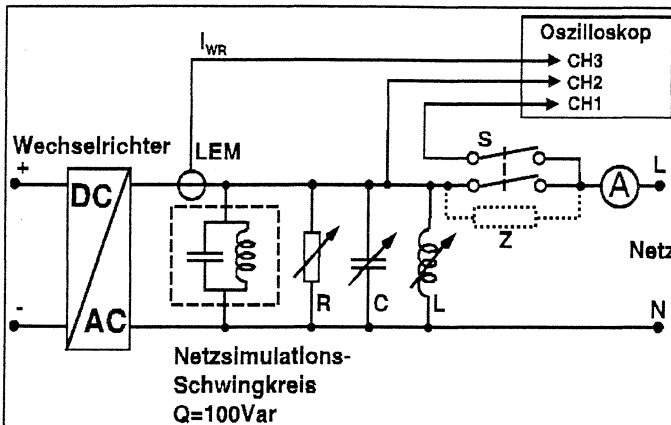 Oszilloskop
I_WR
CH3
CH2
CH1
Wechselrichter
LEM
S
+
DC
L
A
Z
Netz
-
AC
R
C
L
N
Netzsimulations-
Schwingkreis
Q=100Var